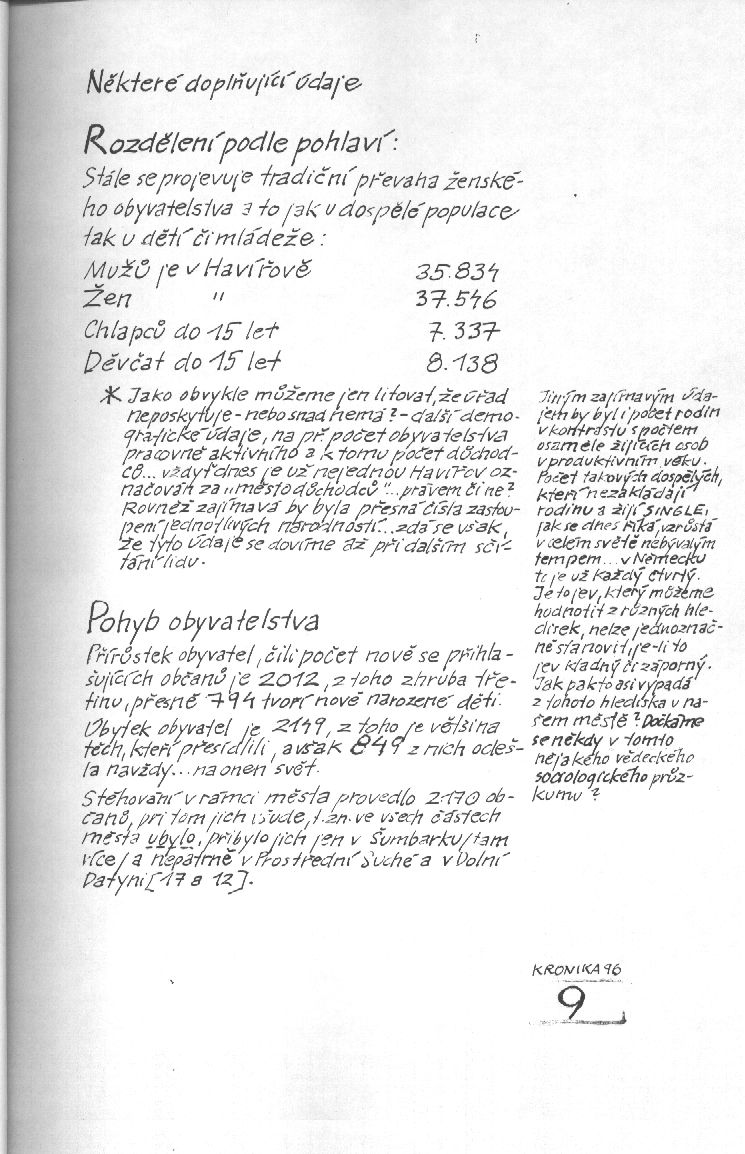 Některé doplňující údaje
Rozdělení podle pohlaví:
Stále se projevuje tradiční převaha ženské-
ho obyvatelstva a to jak u dospělé populace
tak u dětí či mládeže:
Mužů je v Havířově 35.834
Žen " 37.546
Chlapců do 15 let 7.337
Děvčat do 15 let 8.138
* Jako obvykle můžeme jen litovat, že úřad
neposkytuje - nebo snad nemá? - další demo-
grafické údaje, na př počet obyvatelstva
pracovně aktivního a k tomu počet důchod-
ců... vždyť dnes je už nejednou Havířov oz-
načován za „město důchodců"... právem či ne?
Rovněž zajímavá by byla přesná čísla zastou-
pení jednotlivých národností... zdá se však,
že tyto údaje se dovíme až při dalším sčí-
tání lidu.
Pohyb obyvatelstva
Přírůstek obyvatel, čili počet nově se přihla-
šujících občanů je 2012, z toho zhruba tře-
tinu, přesně 794 tvoří nově narozené děti.
Úbytek obyvatel je 2149, z toho je většina
těch, kteří přesídlili, avšak 849 z nich odeš-
la navždy... na onen svět.
Stěhování v rámci města provedlo 2.170 ob-
čanů, při tom jich všude, t.zn. ve všech částech
města ubylo, přibylo jich jen v Šumbarku/tam
více/ a nepatrně v Prostřední Suché a v Dolní
Datyni [17 a 12].
Jiným zajímavým úda-
jem by byl i počet rodin
v kontrastu s počtem
osaměle žijících osob
v produktivním věku.
Počet takových dospělých,
kteří nezakládají
rodinu a žijí SINGLE,
jak se dnes říká, vzrůstá
v celém světě nebývalým
tempem... v Německu
to je už každý čtvrtý.
Je to jev, který můžeme
hodnotit z různých hle-
disek, nelze jednoznač-
ně stanovit, je-li to
jev kladný či záporný.
Jak pak to asi vypadá
z tohoto hlediska v na-
šem městě? Dočkáme
se někdy v tomto
nějakého vědeckého
sociologického průz-
kumu?
KRONIKA 96
9